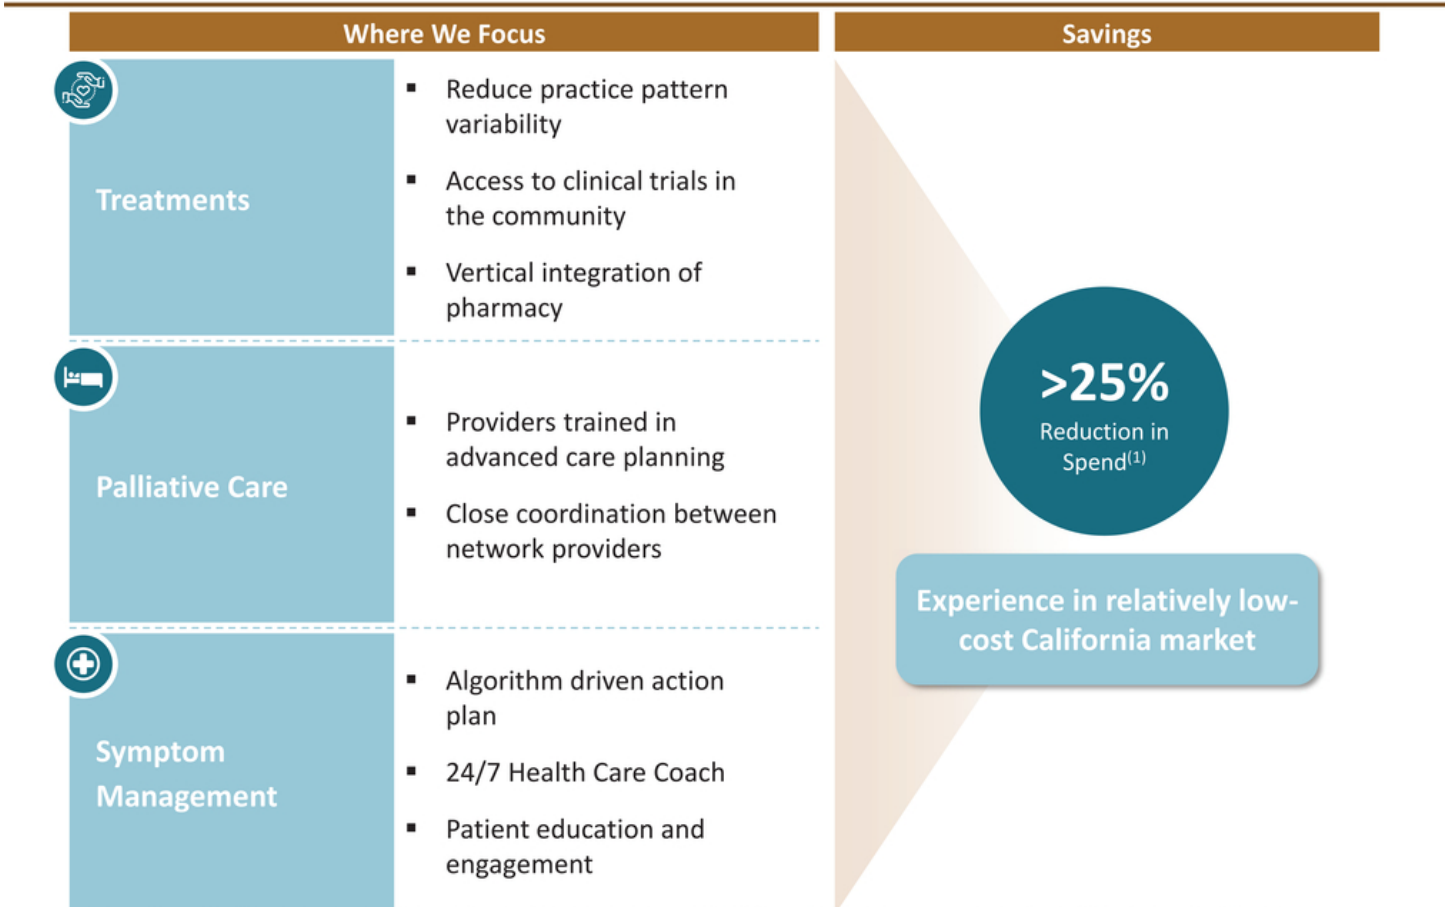 Where We Focus
Savings
Treatments
▪ Reduce practice pattern
variability
▪ Access to clinical trials in
the community
▪ Vertical integration of
pharmacy
Palliative Care
▪ Providers trained in
advanced care planning
▪ Close coordination between
network providers
Symptom
Management
▪ Algorithm driven action
plan
▪ 24/7 Health Care Coach
▪ Patient education and
engagement
>25%
Reduction in
Spend(1)
Experience in relatively low-
cost California market